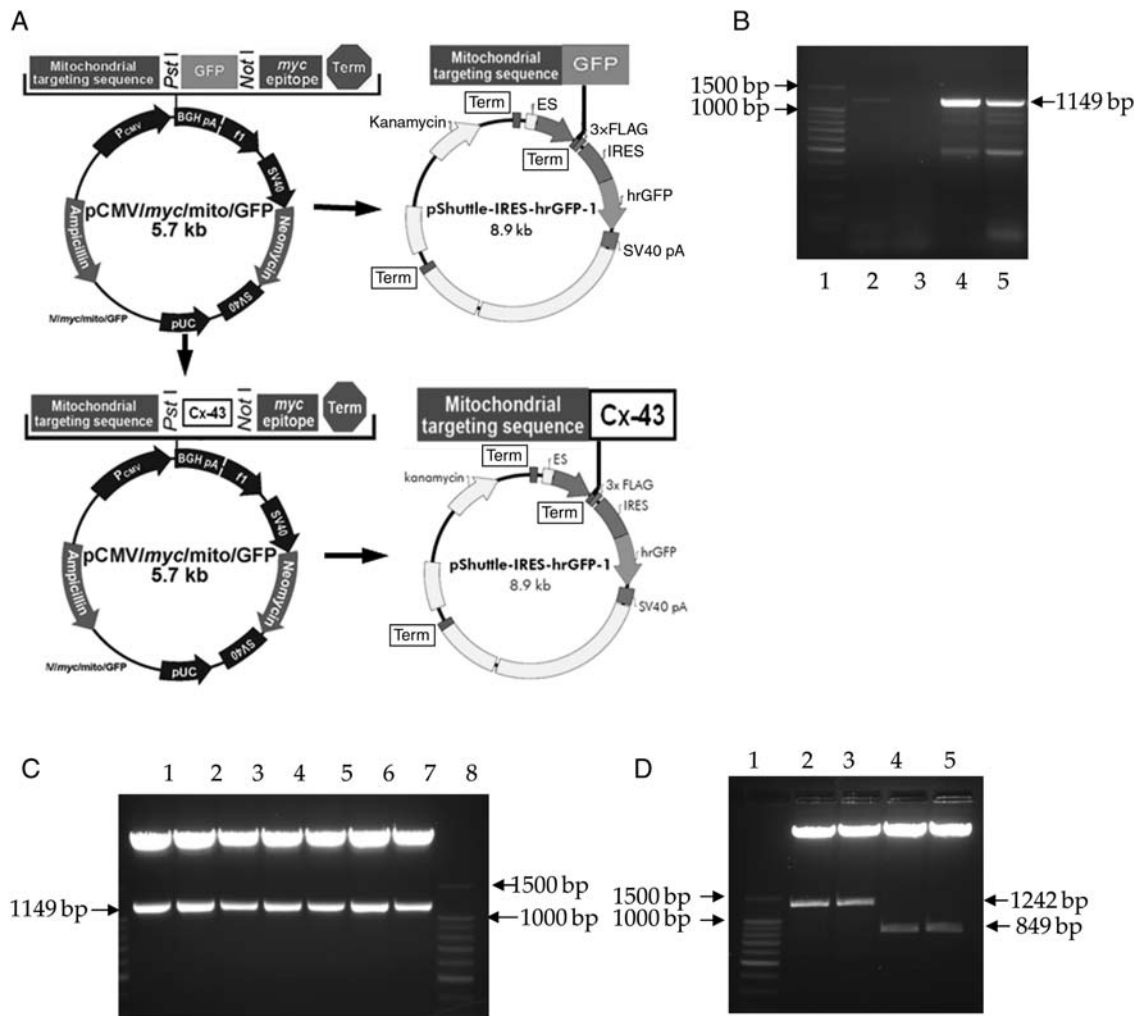 A
Mitochondrial
targeting sequence
Pst I
GFP
Not I
myc
epitope
Term
PCMV
BGH pA
f1
SV40
Neomycin
SV40
pUC
Ampicillin
pCMV/myc/mito/GFP
5.7 kb
V/myc/mito/GFP
Mitochondrial
targeting sequence
GFP
Term
ES
Kanamycin
3×FLAG
Term
IRES
hrGFP
pShuttle-IRES-hrGFP-1
8.9 kb
SV40 pA
Term
Mitochondrial
targeting sequence
Pst I
Cx-43
Not I
myc
epitope
Term
PCMV
BGH pA
f1
SV40
Neomycin
SV40
pUC
Ampicillin
pCMV/myc/mito/GFP
5.7 kb
V/myc/mito/GFP
Mitochondrial
targeting sequence
Cx-43
Term
ES
kanamycin
3x FLAG
Term
IRES
hrGFP
pShuttle-IRES-hrGFP-1
8.9 kb
SV40 pA
Term
B
1500 bp
1000 bp
1149 bp
1 2 3 4 5
C
1 2 3 4 5 6 7 8
1149 bp
1500 bp
1000 bp
D
1 2 3 4 5
1500 bp
1000 bp
1242 bp
849 bp